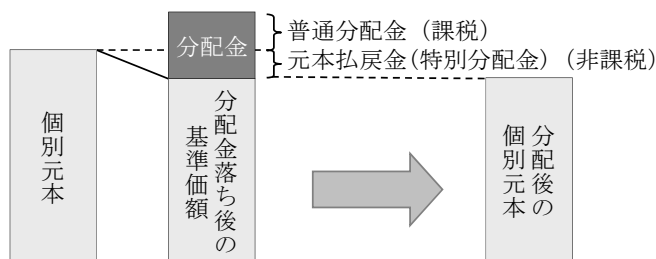 普通分配金(課税)
分配金
元本払戻金(特別分配金)(非課税)
個別元本
分配金落ち後の
基準価額
分配後の
個別元本